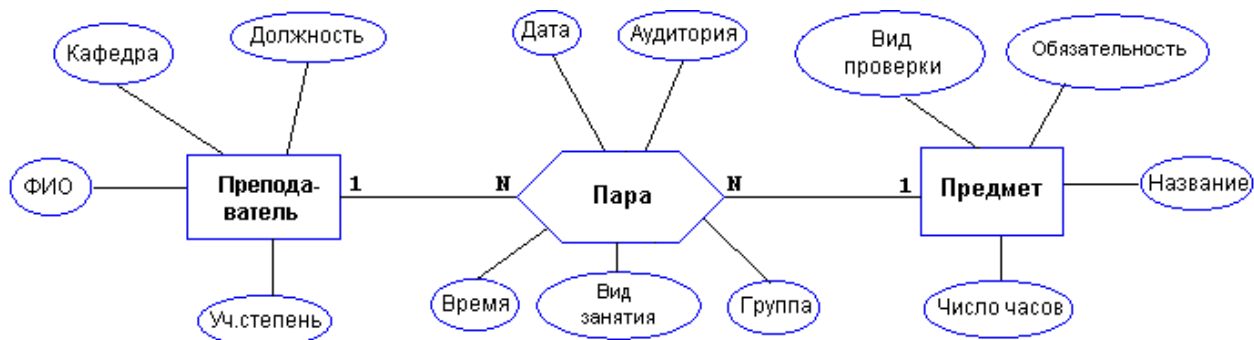 Кафедра
Должность
Дата
Аудитория
Вид
проверки
Обязательность
ФИО
Препода-
ватель
1
N
Пара
N
1
Предмет
Название
Уч.степень
Время
Вид
занятия
Группа
Число часов